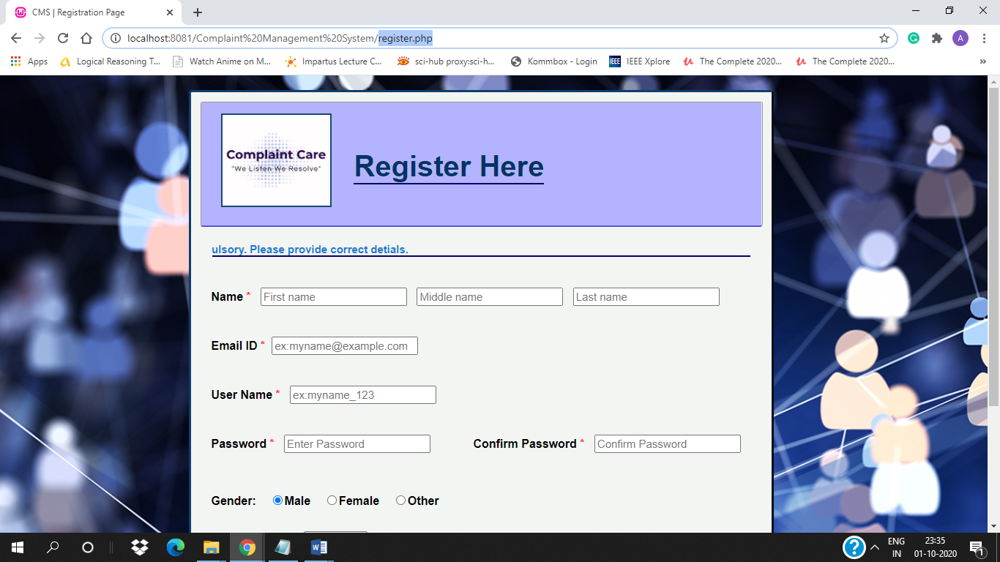 CMS | Registration Page
localhost:8081/Complaint%20Management%20System/register.php
A
Apps Logical Reasoning T... Watch Anime on M... Impartus Lecture C... sci-hub proxy:sci-h... Kommbox - Login IEEE IEEE Xplore The Complete 2020... The Complete 2020... »
Complaint Care
"We Listen We Resolve"
Register Here
ulsory. Please provide correct detials.
Name * First name Middle name Last name
Email ID * ex:myname@example.com
User Name * ex:myname_123
Password * Enter Password Confirm Password * Confirm Password
Gender: Male Female Other
ENG 23:35
IN 01-10-2020
1